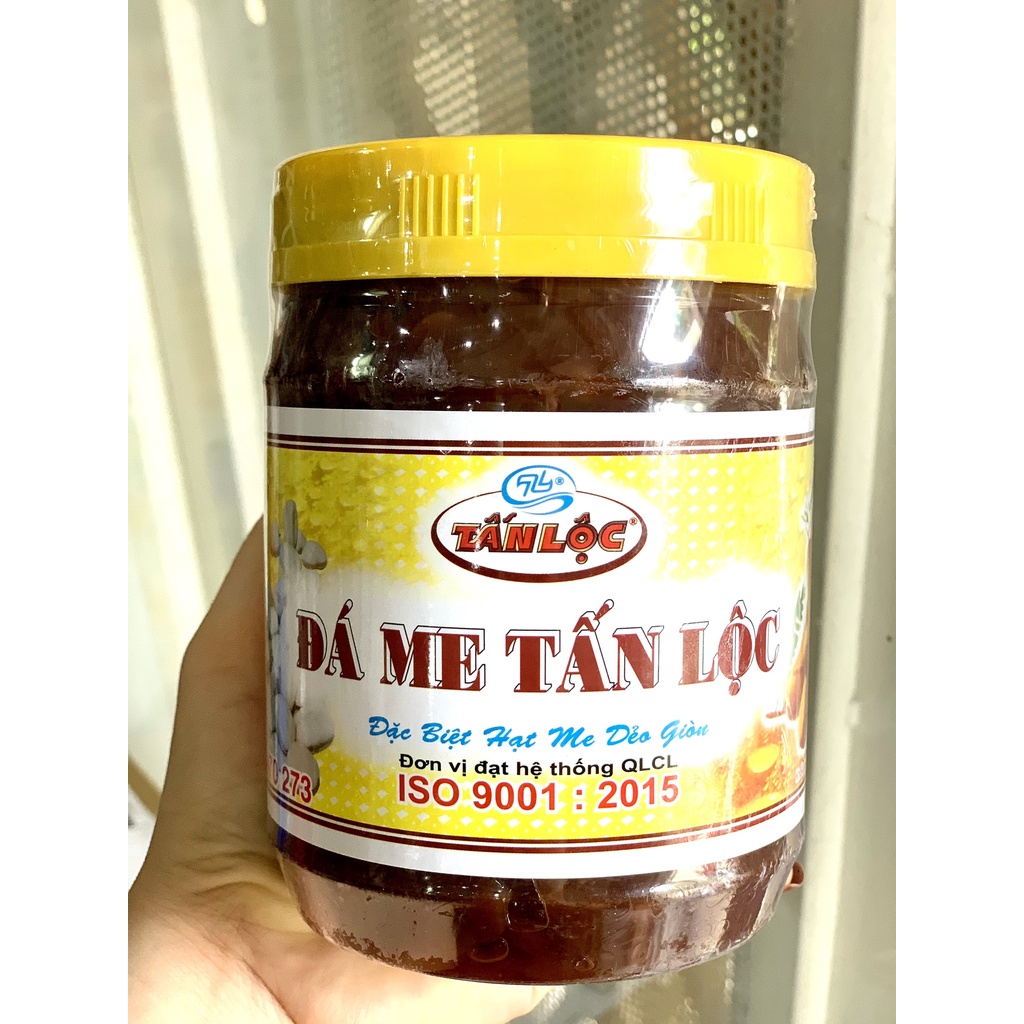 TẤN LỘC
ĐÁ ME TẤN LỘC
Đặc Biệt Hạt Me Dẻo Giòn
Đơn vị đạt hệ thống QLCL
ISO 9001 : 2015
273